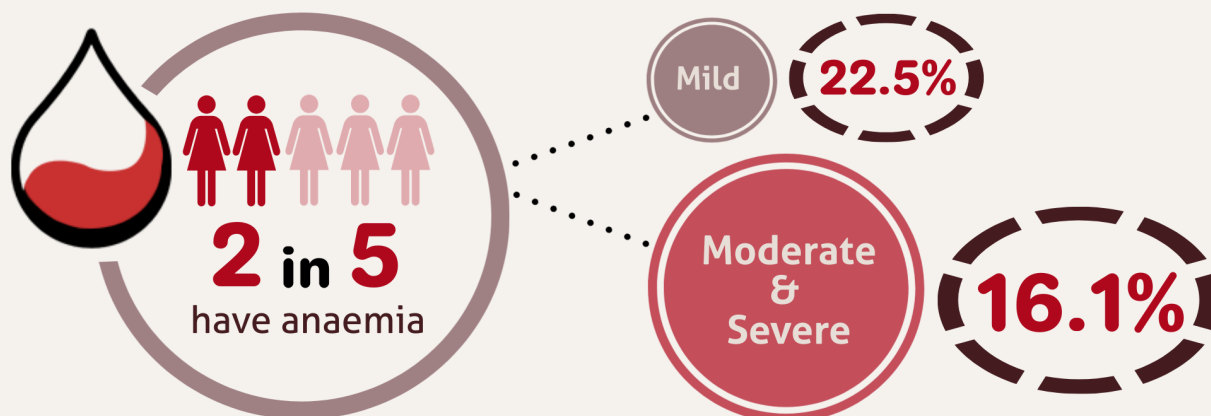 2 in 5
have anaemia
Mild
22.5%
Moderate
&
Severe
16.1%